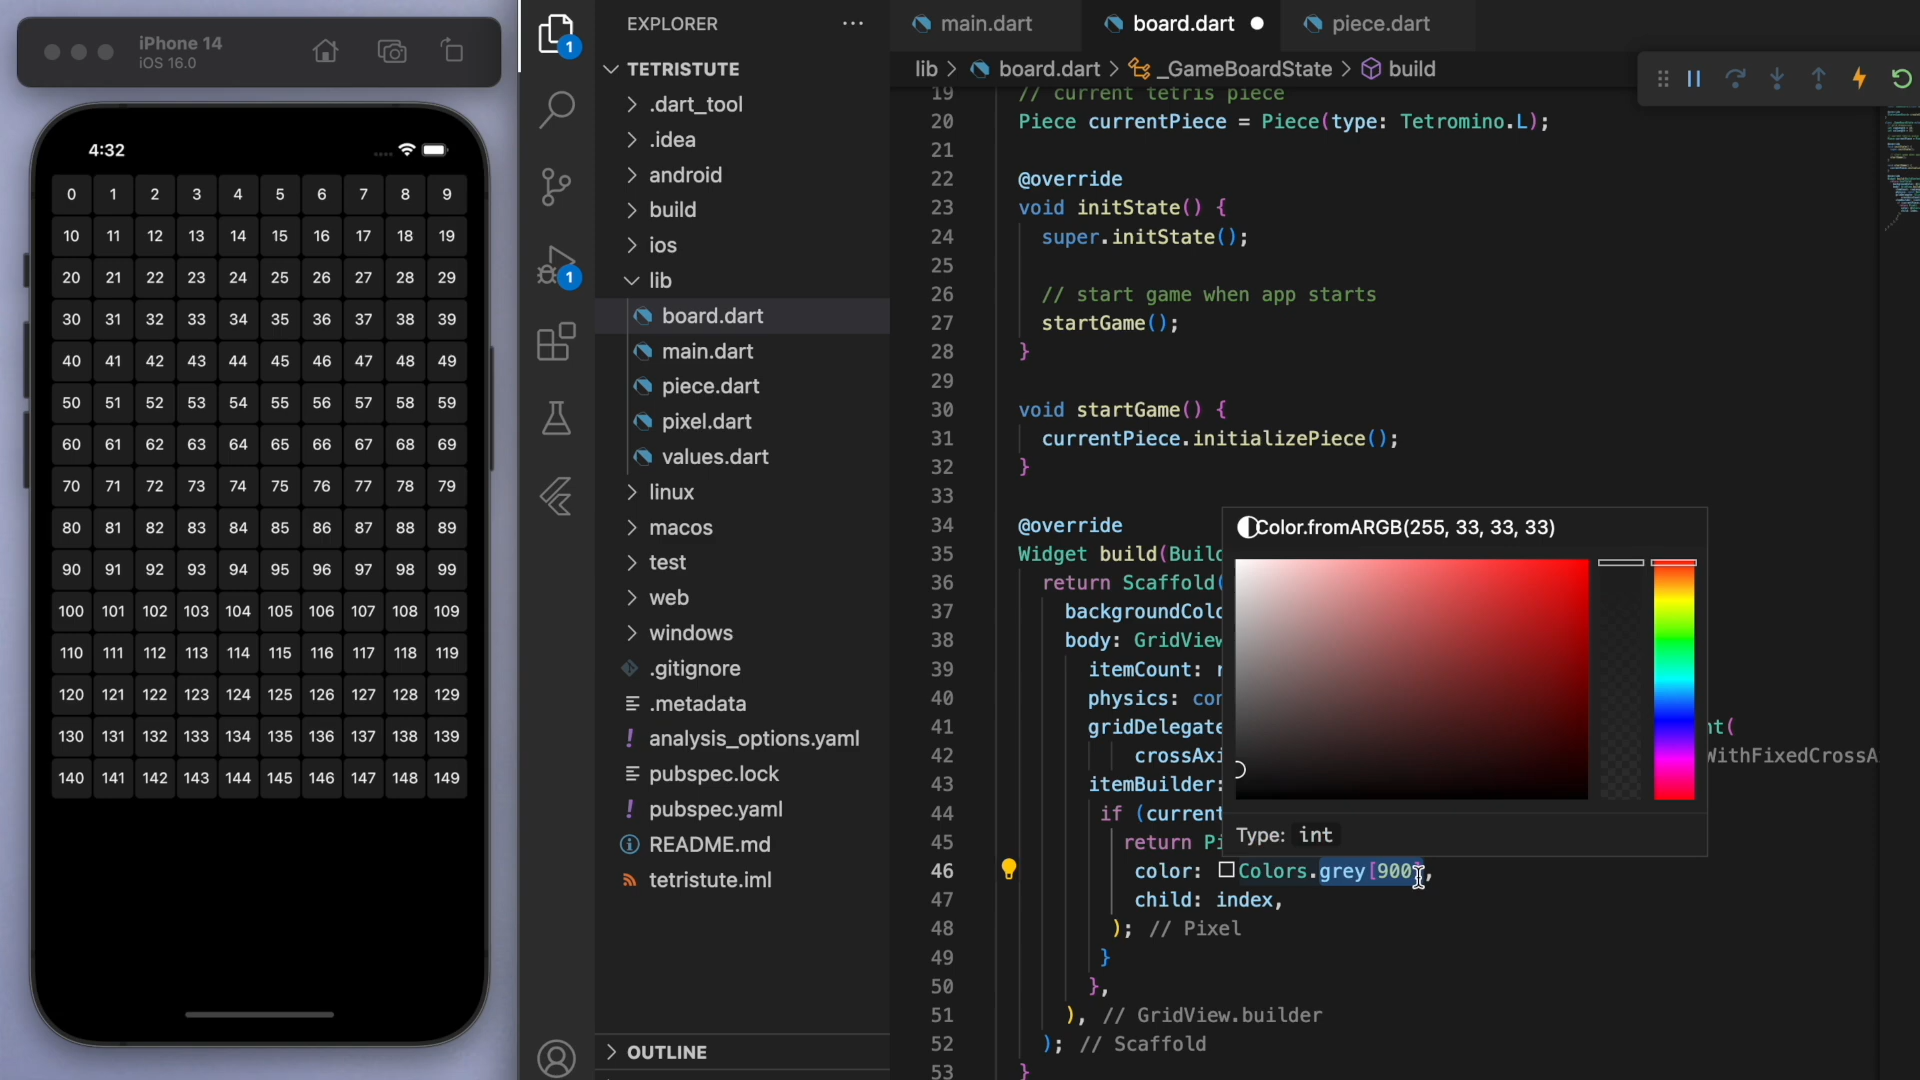 iPhone 14
iOS 16.0
4:32
0 1 2 3 4 5 6 7 8 9
10 11 12 13 14 15 16 17 18 19
20 21 22 23 24 25 26 27 28 29
30 31 32 33 34 35 36 37 38 39
40 41 42 43 44 45 46 47 48 49
50 51 52 53 54 55 56 57 58 59
60 61 62 63 64 65 66 67 68 69
70 71 72 73 74 75 76 77 78 79
80 81 82 83 84 85 86 87 88 89
90 91 92 93 94 95 96 97 98 99
100 101 102 103 104 105 106 107 108 109
110 111 112 113 114 115 116 117 118 119
120 121 122 123 124 125 126 127 128 129
130 131 132 133 134 135 136 137 138 139
140 141 142 143 144 145 146 147 148 149
1
1
EXPLORER
TETRISTUTE
.dart_tool
.idea
android
build
ios
lib
board.dart
main.dart
piece.dart
pixel.dart
values.dart
linux
macos
test
web
windows
.gitignore
.metadata
analysis_options.yaml
pubspec.lock
pubspec.yaml
README.md
tetristute.iml
OUTLINE
main.dart board.dart piece.dart
lib > board.dart > _GameBoardState > build
19 // current tetris piece
20 Piece currentPiece = Piece(type: Tetromino.L);
21
22 @override
23 void initState() {
24 super.initState();
25
26 // start game when app starts
27 startGame();
28 }
29
30 void startGame() {
31 currentPiece.initializePiece();
32 }
33
34 @override
35 Widget build(Build
36 return Scaffold(
37 backgroundColo
38 body: GridView
39 itemCount: r
40 physics: con
41 gridDelegate nt(
42 crossAxi WithFixedCrossA
43 itemBuilder:
44 if (current
45 return Pi
46 color: Colors.grey[900],
47 child: index,
48 ); // Pixel
49 }
50 },
51 ), // GridView.builder
52 ); // Scaffold
53 }
Color.fromARGB(255, 33, 33, 33)
Type: int